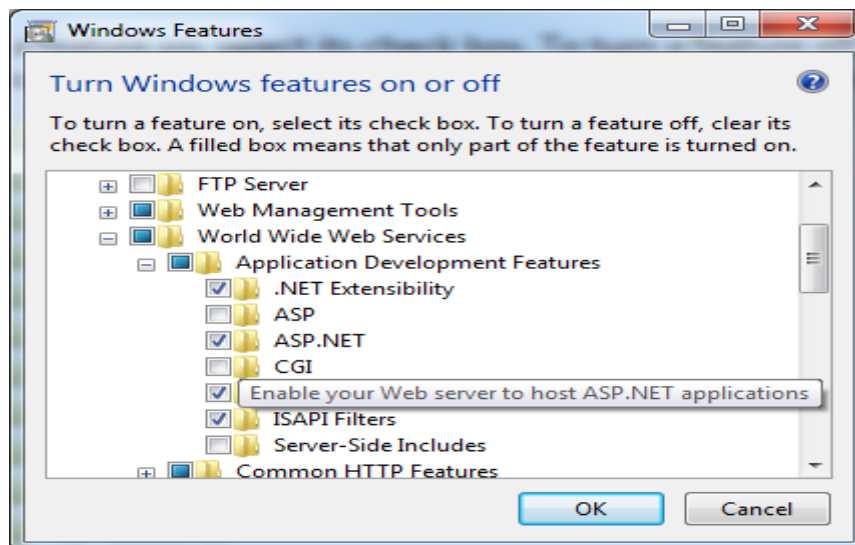 Windows Features
Turn Windows features on or off
To turn a feature on, select its check box. To turn a feature off, clear its
check box. A filled box means that only part of the feature is turned on.
FTP Server
Web Management Tools
World Wide Web Services
Application Development Features
.NET Extensibility
ASP
ASP.NET
CGI
Enable your Web server to host ASP.NET applications
ISAPI Filters
Server-Side Includes
Common HTTP Features
OK Cancel